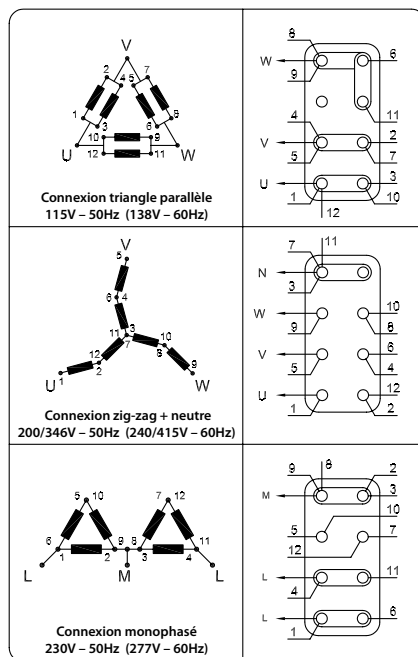 V
2 7
4 5
1 8
3 6
10 9
U W
12 11
Connexion triangle parallèle
115V – 50Hz (138V – 60Hz)
8 6
W
9
11
4 2
V
5 7
3
U
1 10
12
V
5
6 4
11 3
7 10
12 8
U 1 2 9 W
Connexion zig-zag + neutre
200/346V – 50Hz (240/415V – 60Hz)
7 11
N
3
W 10
9 8
V 6
5 4
U 12
1 2
5 10 7 12
6 9 8 11
1 2 3 4
L M L
Connexion monophasé
230V – 50Hz (277V – 60Hz)
9 8 2
M 3
10
5 7
12
L 11
4
L 6
1